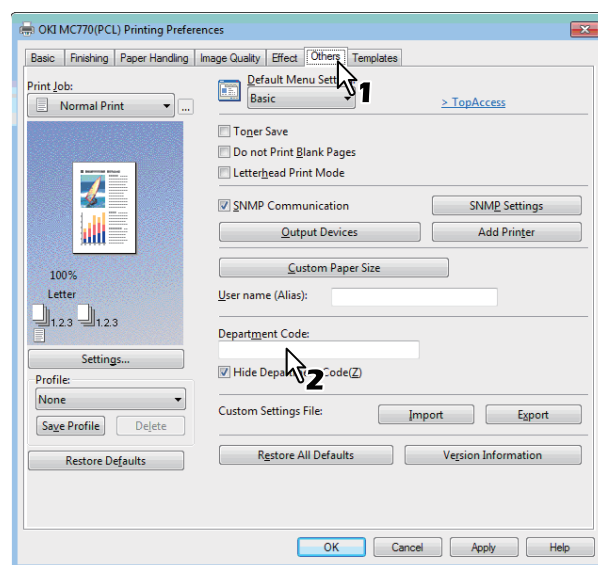 OKI MC770(PCL) Printing Preferences
Basic Finishing Paper Handling Image Quality Effect Others Templates
Print Job:
Normal Print ...
100%
Letter
1.2.3 1.2.3
Settings...
Profile:
None
Save Profile Delete
Restore Defaults
Default Menu Sett
1
Basic
> TopAccess
Toner Save
Do not Print Blank Pages
Letterhead Print Mode
SNMP Communication SNMP Settings
Output Devices Add Printer
Custom Paper Size
User name (Alias):
Department Code:
Hide Depa Code(Z)
2
Custom Settings File: Import Export
Restore All Defaults Version Information
OK Cancel Apply Help